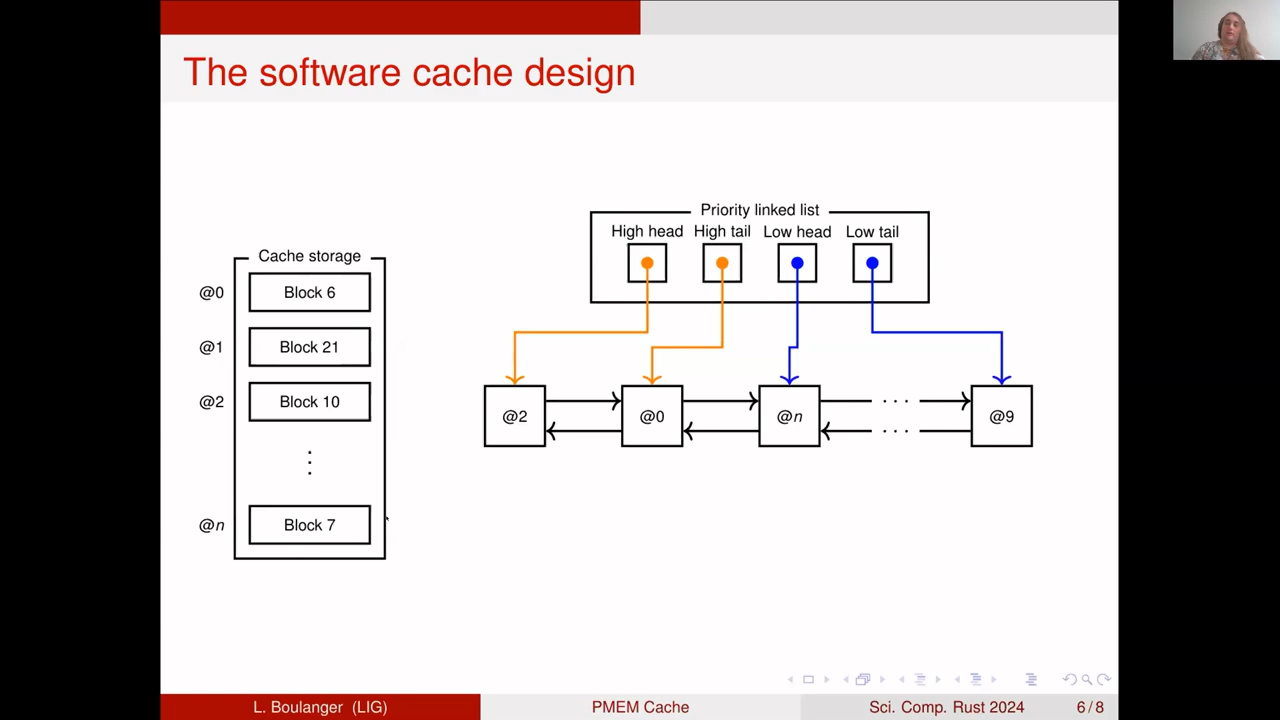 The software cache design
Cache storage
@0 Block 6
@1 Block 21
@2 Block 10
⋮
@n Block 7
Priority linked list
High head High tail Low head Low tail
@2 @0 @n ··· @9
···
L. Boulanger (LIG) PMEM Cache Sci. Comp. Rust 2024 6 / 8